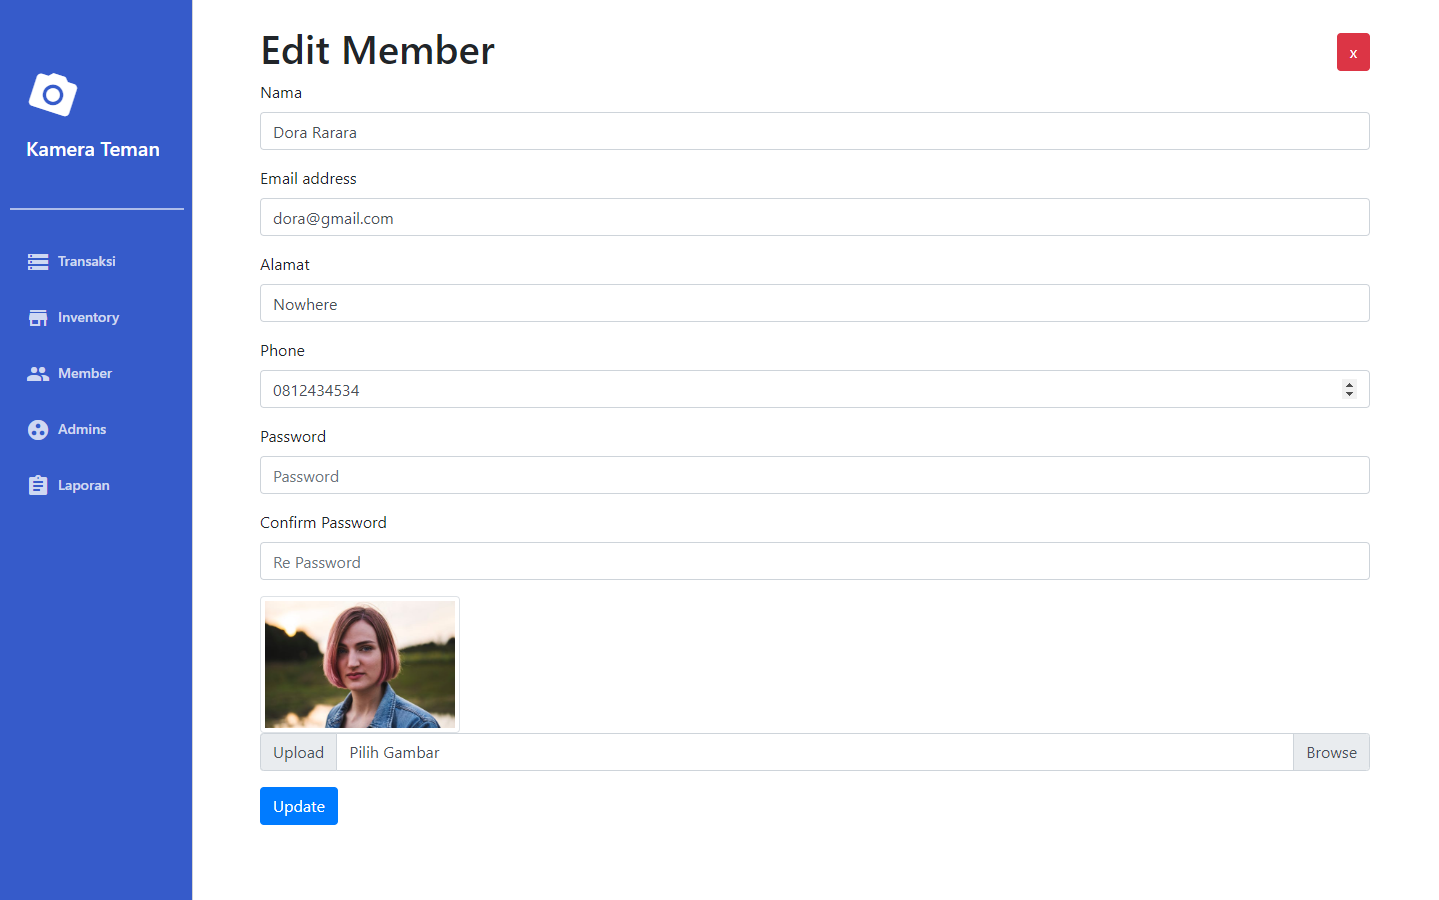 Kamera Teman
Transaksi
Inventory
Member
Admins
Laporan
Edit Member
x
Nama
Dora Rarara
Email address
dora@gmail.com
Alamat
Nowhere
Phone
0812434534
Password
Password
Confirm Password
Re Password
Upload Pilih Gambar Browse
Update